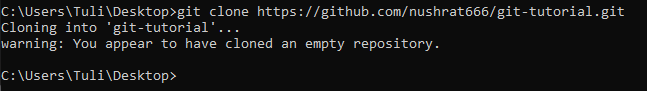 C:\Users\Tuli\Desktop>git clone https://github.com/nushrat666/git-tutorial.git
Cloning into 'git-tutorial'...
warning: You appear to have cloned an empty repository.
C:\Users\Tuli\Desktop>